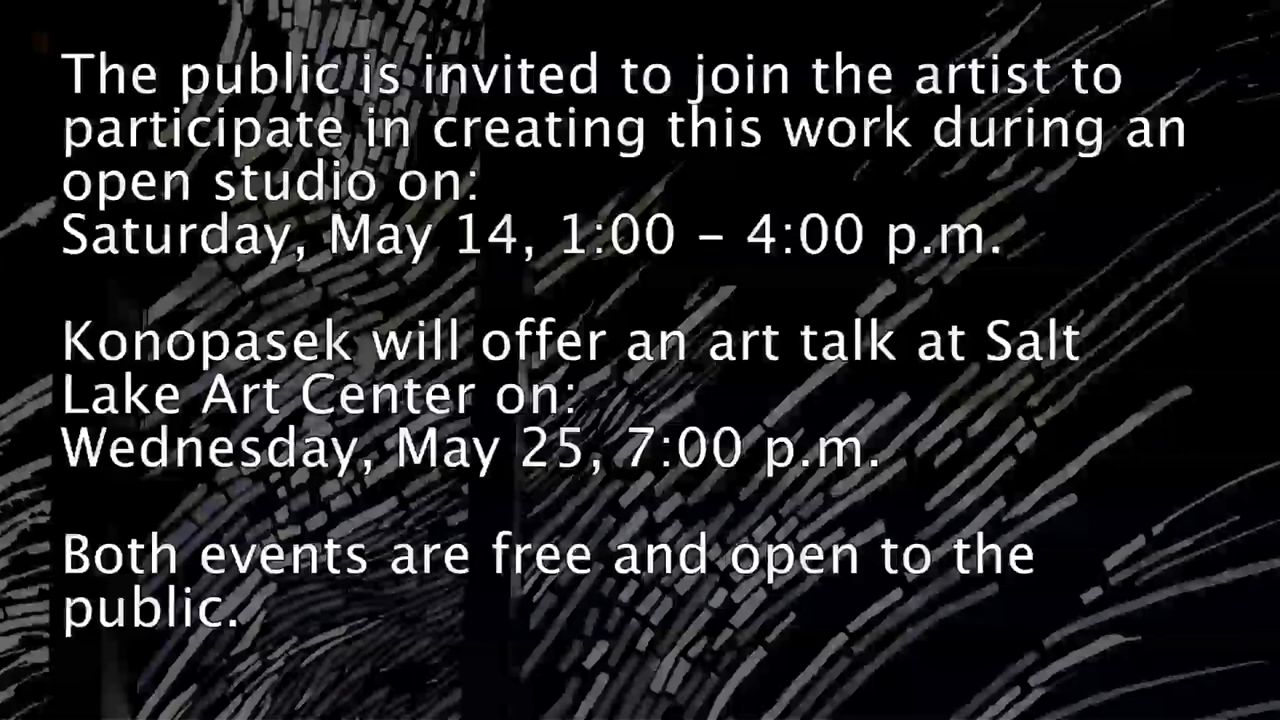 The public is invited to join the artist to
participate in creating this work during an
open studio on:
Saturday, May 14, 1:00 – 4:00 p.m.
Konopasek will offer an art talk at Salt
Lake Art Center on:
Wednesday, May 25, 7:00 p.m.
Both events are free and open to the
public.